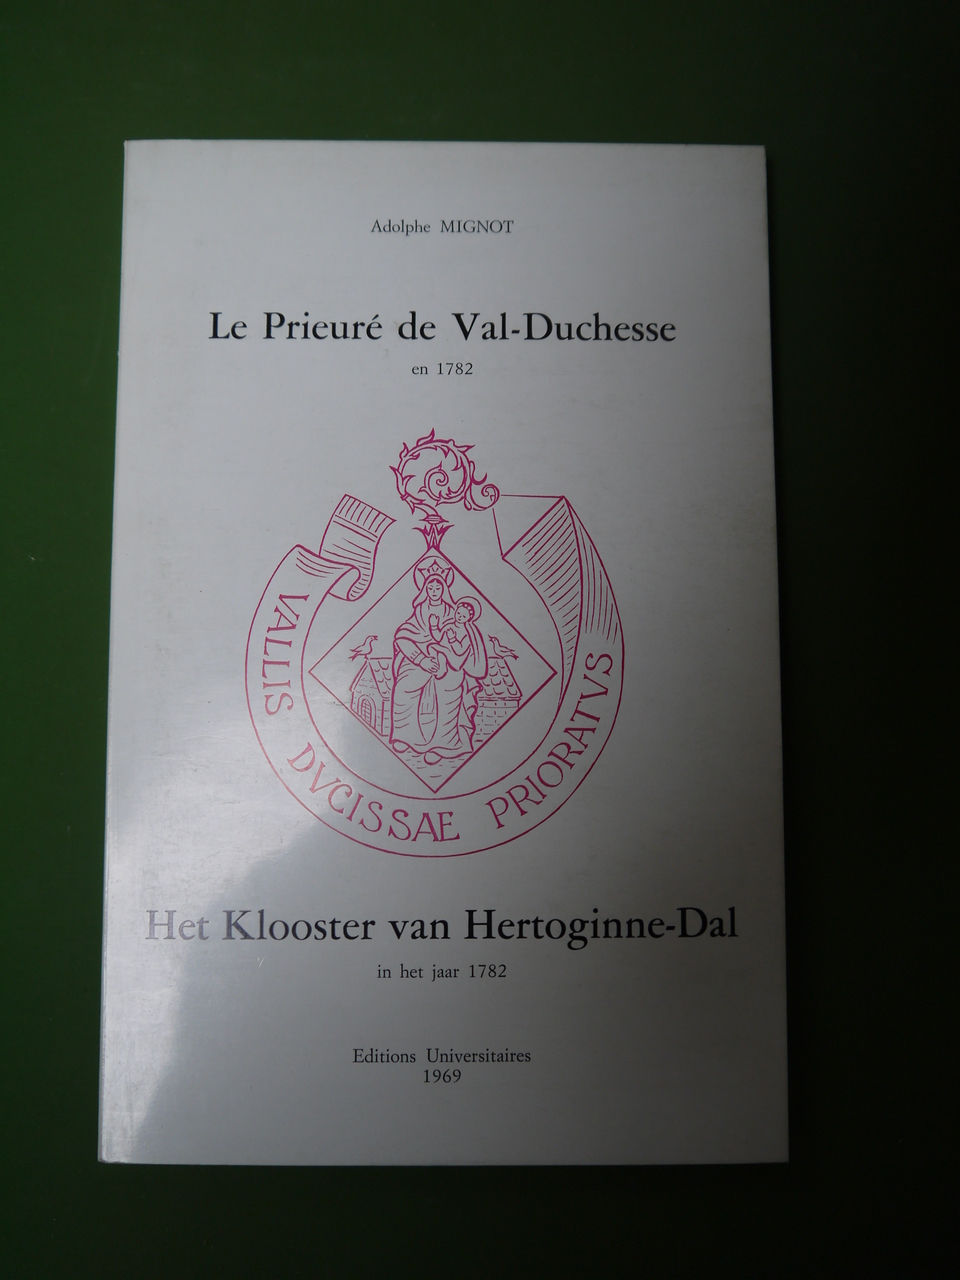 Adolphe MIGNOT
Le Prieuré de Val-Duchesse
en 1782
VALLIS DVCISSAE PRIORATVS
Het Klooster van Hertoginne-Dal
in het jaar 1782
Editions Universitaires
1969